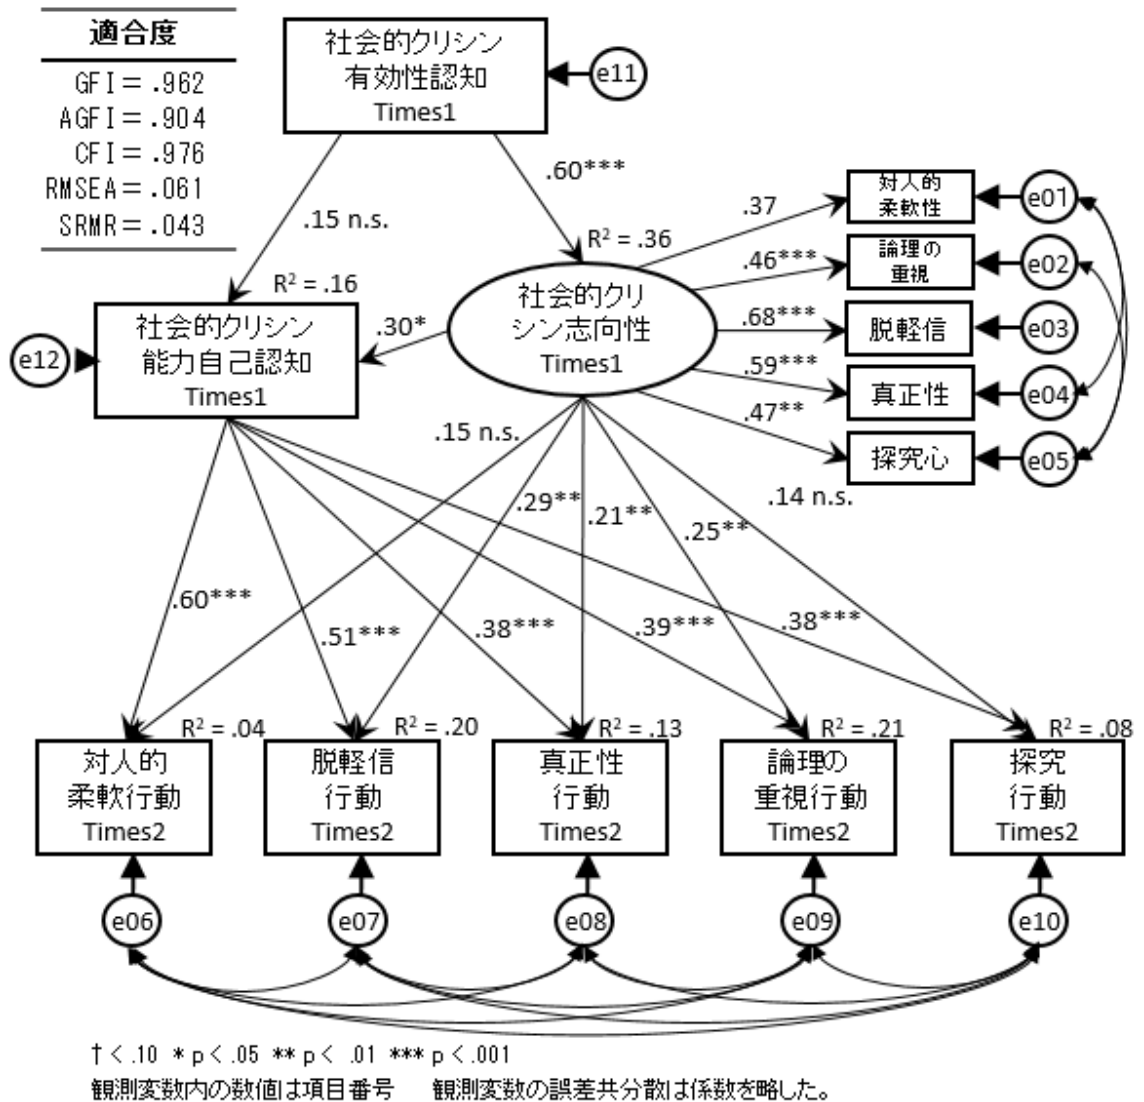 適合度
GFI = .962
AGFI = .904
CFI = .976
RMSEA = .061
SRMR = .043
社会的クリシン
有効性認知
Times1
e11
.15 n.s.
.60***
R² = .16
R² = .36
社会的クリシン
能力自己認知
Times1
e12
.30*
社会的クリ
シン志向性
Times1
.37
.46***
.68***
.59***
.47**
対人的
柔軟性
e01
論理の
重視
e02
脱軽信
e03
真正性
e04
探究心
e05
.15 n.s.
.29**
.21**
.25**
.14 n.s.
.60***
.51***
.38***
.39***
.38***
R² = .04
R² = .20
R² = .13
R² = .21
R² = .08
対人的
柔軟行動
Times2
脱軽信
行動
Times2
真正性
行動
Times2
論理の
重視行動
Times2
探究
行動
Times2
e06
e07
e08
e09
e10
† < .10 * p < .05 ** p < .01 *** p < .001
観測変数内の数値は項目番号 観測変数の誤差共分散は係数を略した。